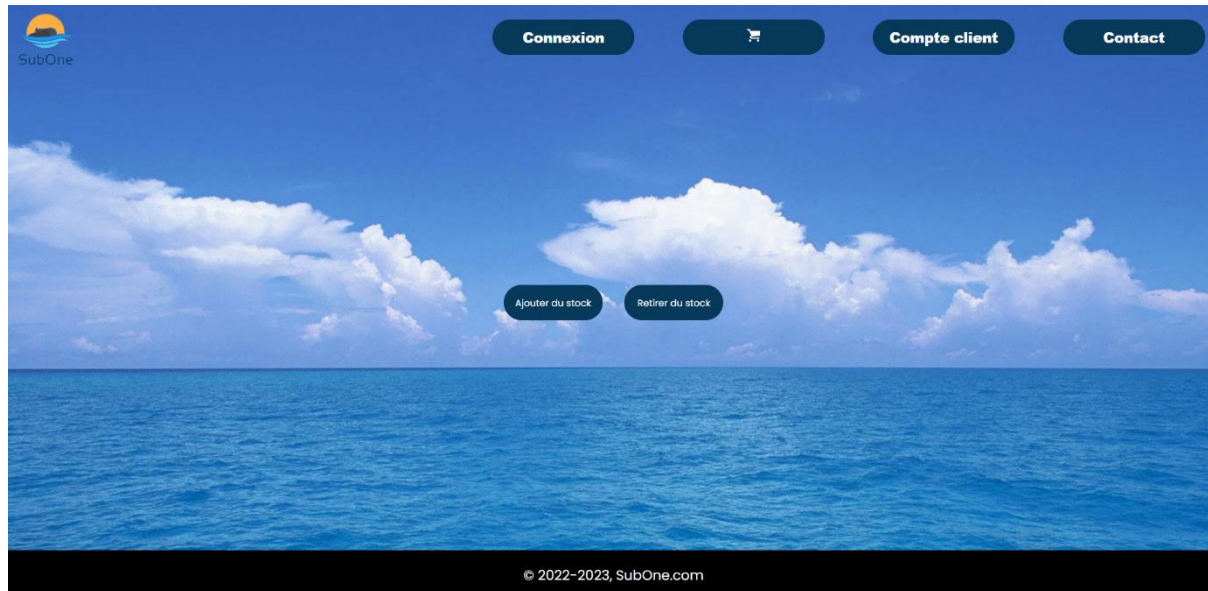 SubOne
Connexion
Compte client
Contact
Ajouter du stock
Retirer du stock
© 2022-2023, SubOne.com